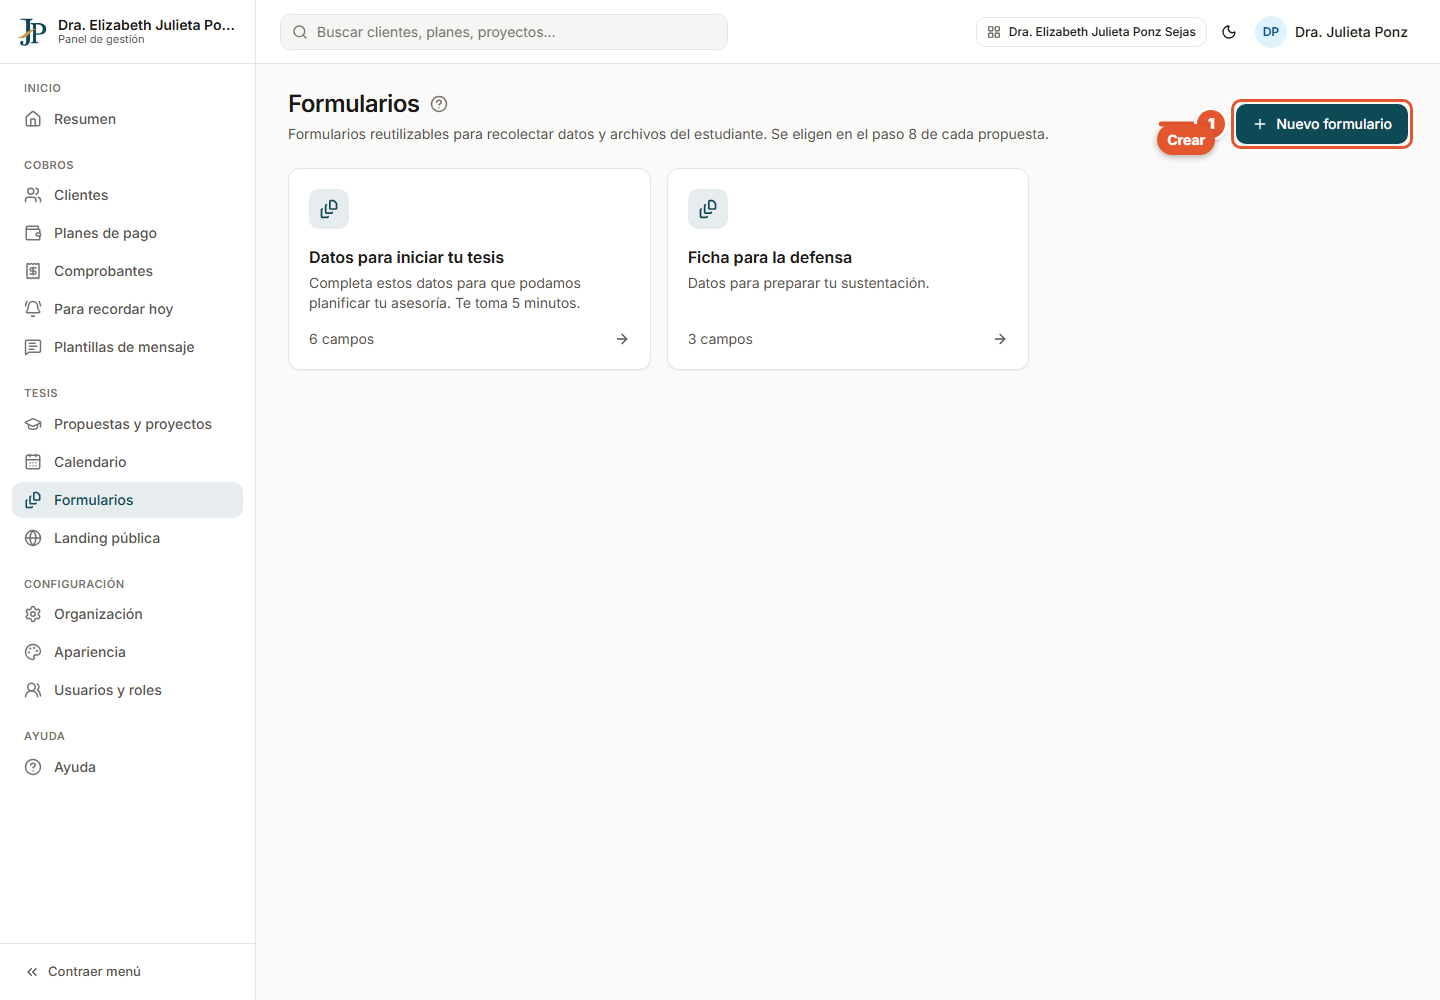 JP
Dra. Elizabeth Julieta Po...
Panel de gestión
Buscar clientes, planes, proyectos...
Dra. Elizabeth Julieta Ponz Sejas
DP
Dra. Julieta Ponz
INICIO
Resumen
COBROS
Clientes
Planes de pago
Comprobantes
Para recordar hoy
Plantillas de mensaje
TESIS
Propuestas y proyectos
Calendario
Formularios
Landing pública
CONFIGURACIÓN
Organización
Apariencia
Usuarios y roles
AYUDA
Ayuda
Contraer menú
Formularios
Formularios reutilizables para recolectar datos y archivos del estudiante. Se eligen en el paso 8 de cada propuesta.
1
Crear
Nuevo formulario
Datos para iniciar tu tesis
Completa estos datos para que podamos
planificar tu asesoría. Te toma 5 minutos.
6 campos
Ficha para la defensa
Datos para preparar tu sustentación.
3 campos